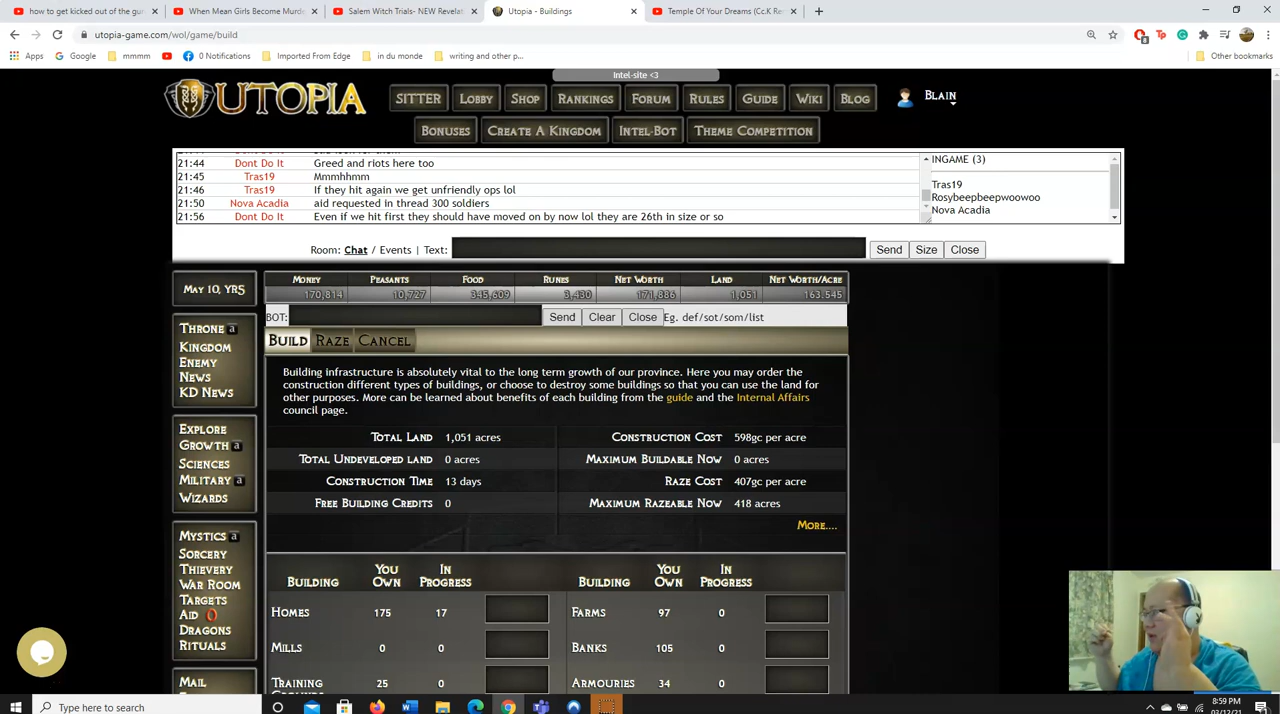 how to get kicked out of the gur
When Mean Girls Become Murde
Salem Witch Trials- NEW Revelat
Utopia - Buildings
Temple Of Your Dreams (Cc.K Re
utopia-game.com/wol/game/build
Apps Google mmmm 0 Notifications Imported From Edge in du monde writing and other p... Other bookmarks
Intel-site <3
UTOPIA
SITTER LOBBY SHOP RANKINGS FORUM RULES GUIDE WIKI BLOG BLAIN
BONUSES CREATE A KINGDOM INTEL-BOT THEME COMPETITION
21:44 Dont Do It Greed and riots here too
21:45 Tras19 Mmmhhmm
21:46 Tras19 If they hit again we get unfriendly ops lol
21:50 Nova Acadia aid requested in thread 300 soldiers
21:56 Dont Do It Even if we hit first they should have moved on by now lol they are 26th in size or so
INGAME (3)
Tras19
Rosybeepbeepwoowoo
Nova Acadia
Room: Chat / Events | Text: Send Size Close
MAY 10, YR5
MONEY PEASANTS FOOD RUNES NET WORTH LAND NET WORTH/ACRE
170,814 10,727 345,609 3,430 171,886 1,051 163.545
BOT: Send Clear Close Eg. def/sot/som/list
BUILD RAZE CANCEL
THRONE a
KINGDOM
ENEMY
NEWS
KD NEWS
EXPLORE
GROWTH a
SCIENCES
MILITARY a
WIZARDS
MYSTICS a
SORCERY
THIEVERY
WAR ROOM
TARGETS
AID 0
DRAGONS
RITUALS
MAIL
Building infrastructure is absolutely vital to the long term growth of our province. Here you may order the
construction different types of buildings, or choose to destroy some buildings so that you can use the land for
other purposes. More can be learned about benefits of each building from the guide and the Internal Affairs
council page.
TOTAL LAND 1,051 acres CONSTRUCTION COST 598gc per acre
TOTAL UNDEVELOPED LAND 0 acres MAXIMUM BUILDABLE NOW 0 acres
CONSTRUCTION TIME 13 days RAZE COST 407gc per acre
FREE BUILDING CREDITS 0 MAXIMUM RAZEABLE NOW 418 acres
MORE....
BUILDING YOU OWN IN PROGRESS BUILDING YOU OWN IN PROGRESS
HOMES 175 17 FARMS 97 0
MILLS 0 0 BANKS 105 0
TRAINING 25 0 ARMOURIES 34 0
Type here to search
8:59 PM